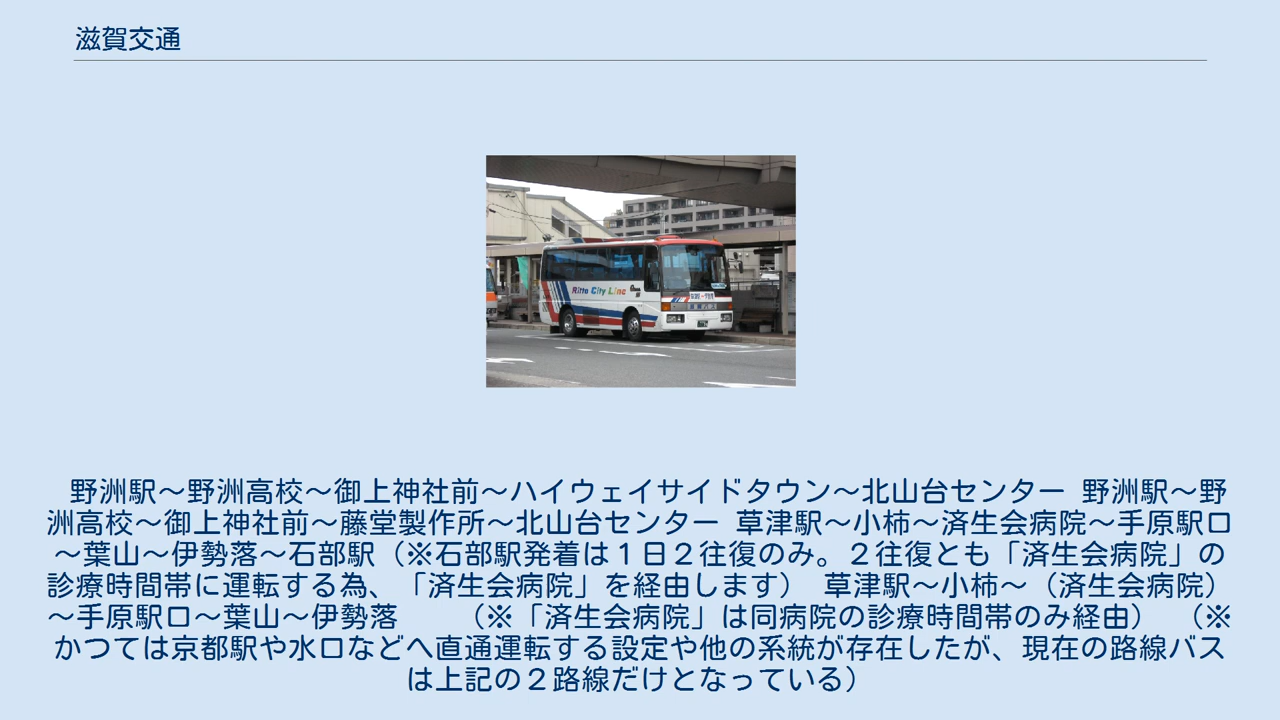 滋賀交通
Ritto City Line
野洲駅～野洲高校～御上神社前～ハイウェイサイドタウン～北山台センター 野洲駅～野
洲高校～御上神社前～藤堂製作所～北山台センター 草津駅～小柿～済生会病院～手原駅口
～葉山～伊勢落～石部駅（※石部駅発着は１日２往復のみ。２往復とも「済生会病院」の
診療時間帯に運転する為、「済生会病院」を経由します） 草津駅～小柿～（済生会病院）
～手原駅口～葉山～伊勢落　　（※「済生会病院」は同病院の診療時間帯のみ経由）　（※
かつては京都駅や水口などへ直通運転する設定や他の系統が存在したが、現在の路線バス
は上記の２路線だけとなっている）